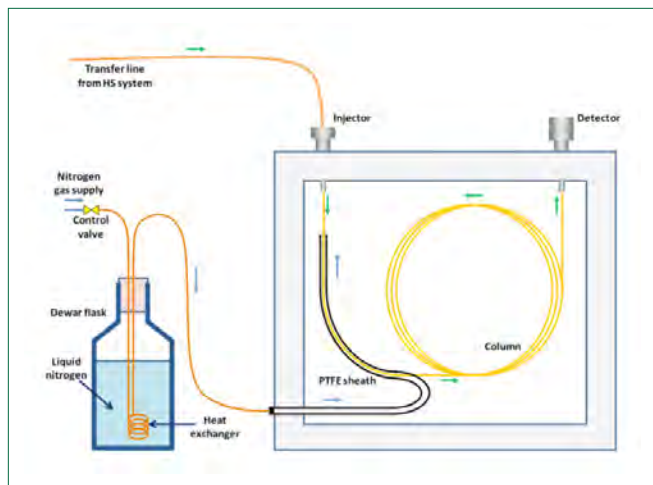 Transfer line
from HS system
Injector
Detector
Nitrogen
gas supply
Control
valve
Dewar flask
Column
Liquid
nitrogen
PTFE sheath
Heat
exchanger